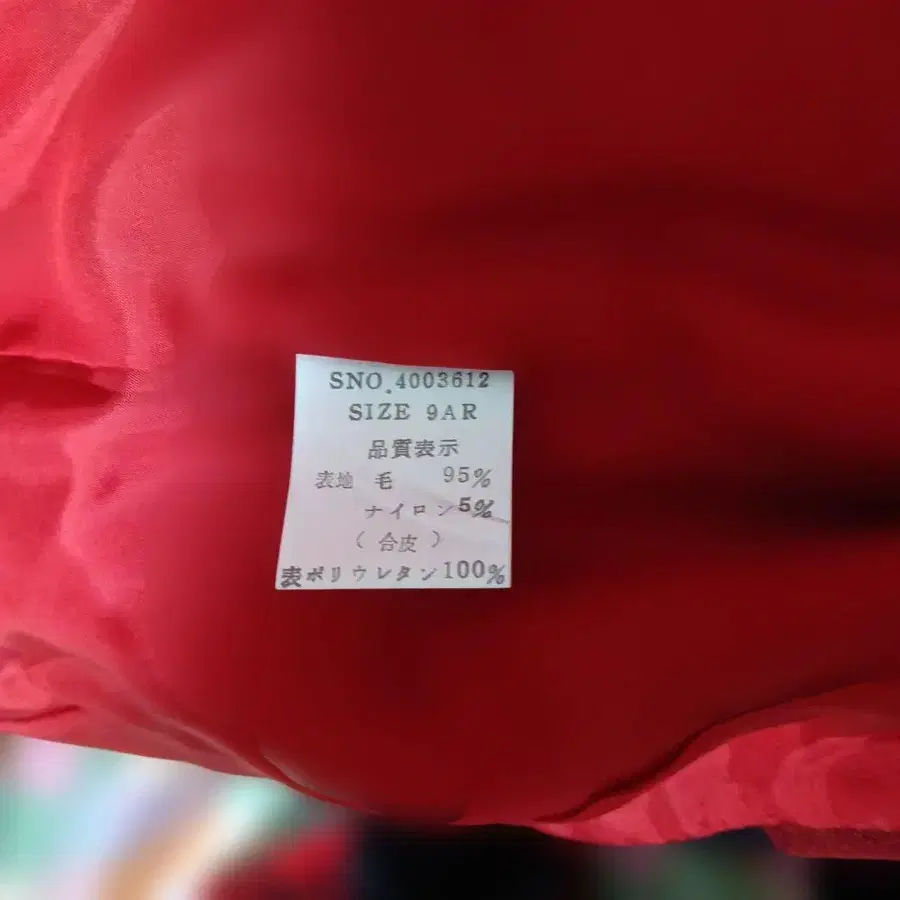 SNO.4003612
SIZE 9AR
品質表示
表地 毛 95%
ナイロン5%
(合皮)
表ポリウレタン100%